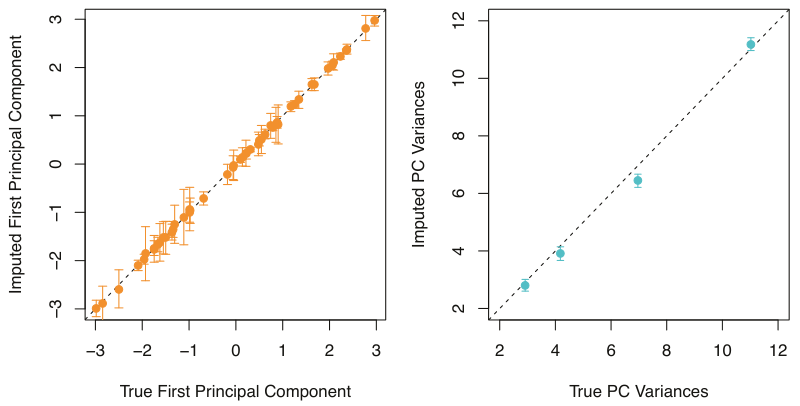 Imputed First Principal Component
3
2
1
0
−1
−2
−3
−3 −2 −1 0 1 2 3
True First Principal Component
Imputed PC Variances
12
10
8
6
4
2
2 4 6 8 10 12
True PC Variances